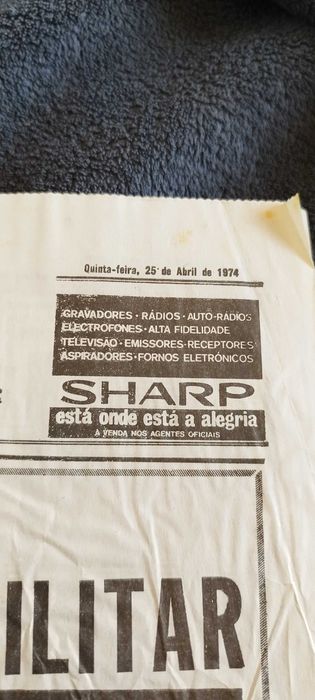 Quinta-feira, 25 de Abril de 1974
GRAVADORES · RÁDIOS · AUTO-RÁDIOS
ELECTROFONES · ALTA FIDELIDADE
TELEVISÃO · EMISSORES-RECEPTORES
ASPIRADORES · FORNOS ELETRÓNICOS
SHARP
está onde está a alegria
À VENDA NOS AGENTES OFICIAIS
ILITAR